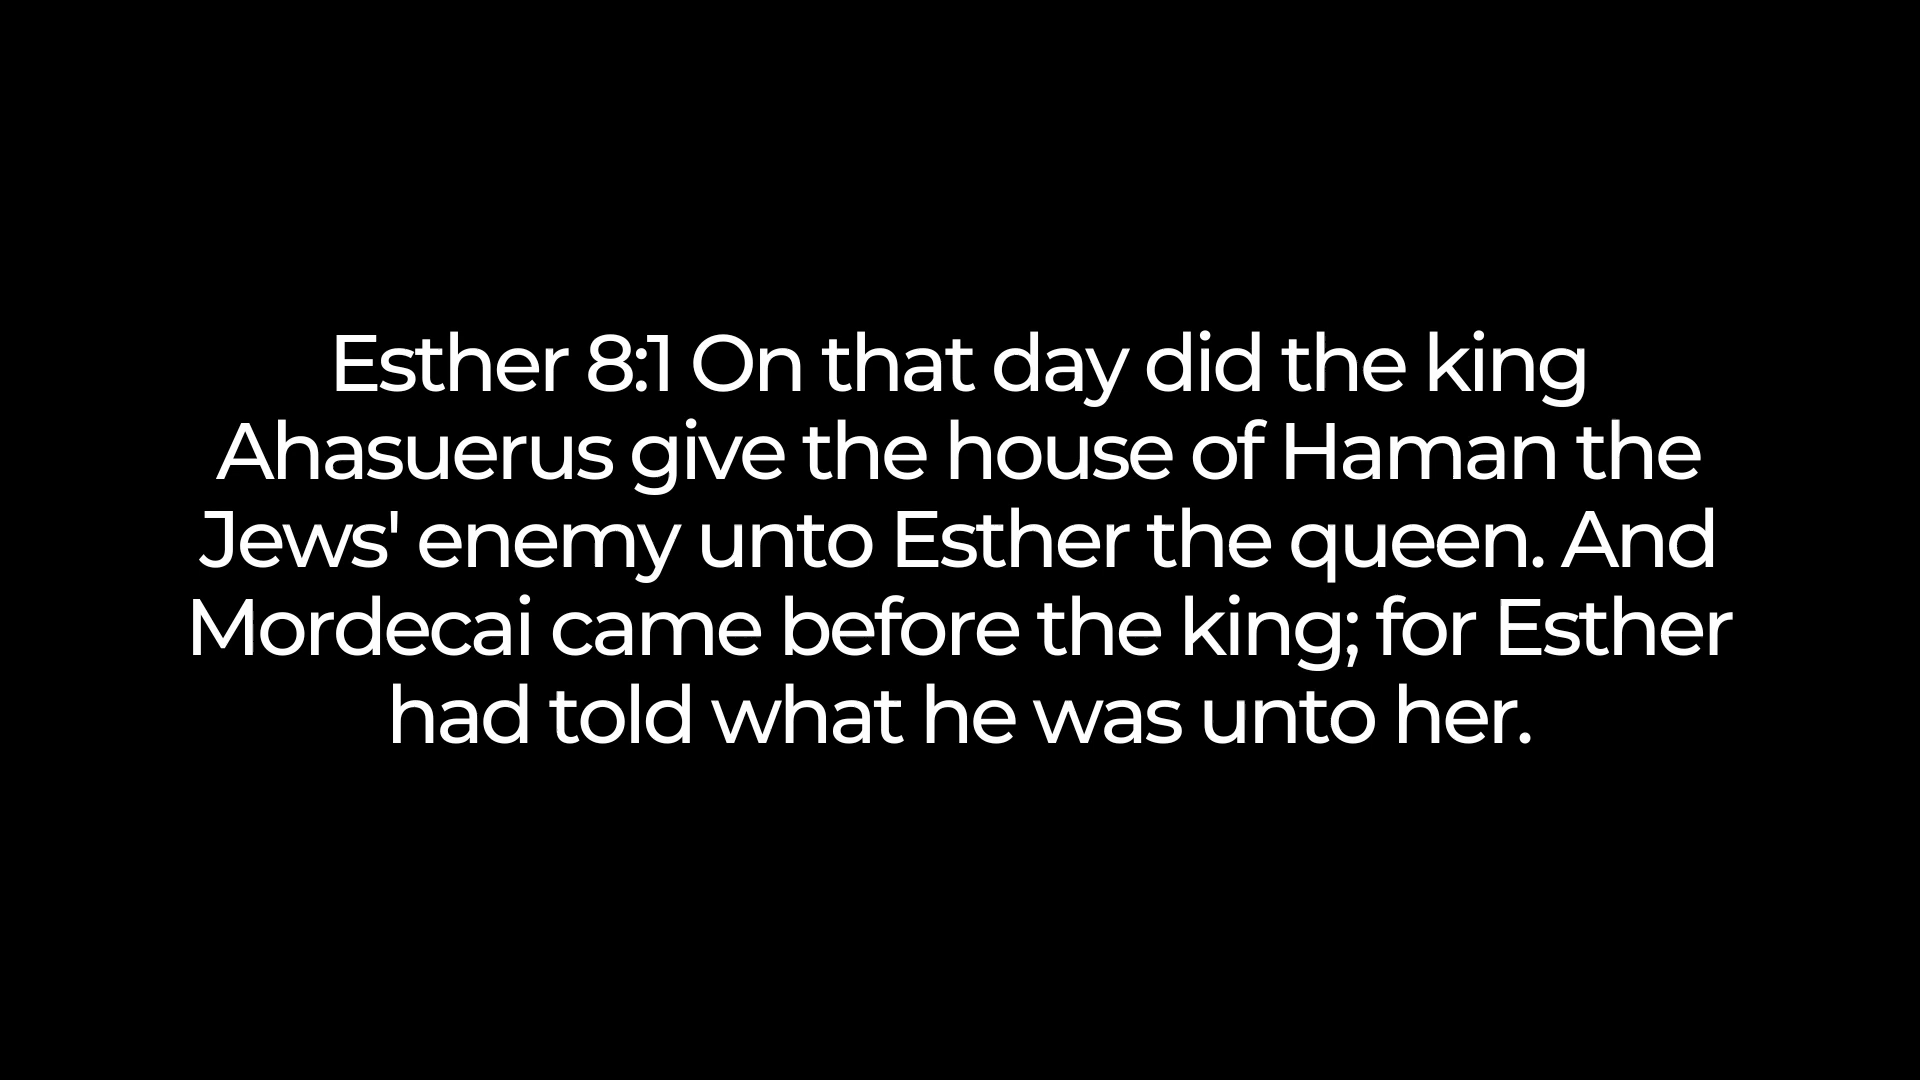 Esther 8:1 On that day did the king
Ahasuerus give the house of Haman the
Jews' enemy unto Esther the queen. And
Mordecai came before the king; for Esther
had told what he was unto her.